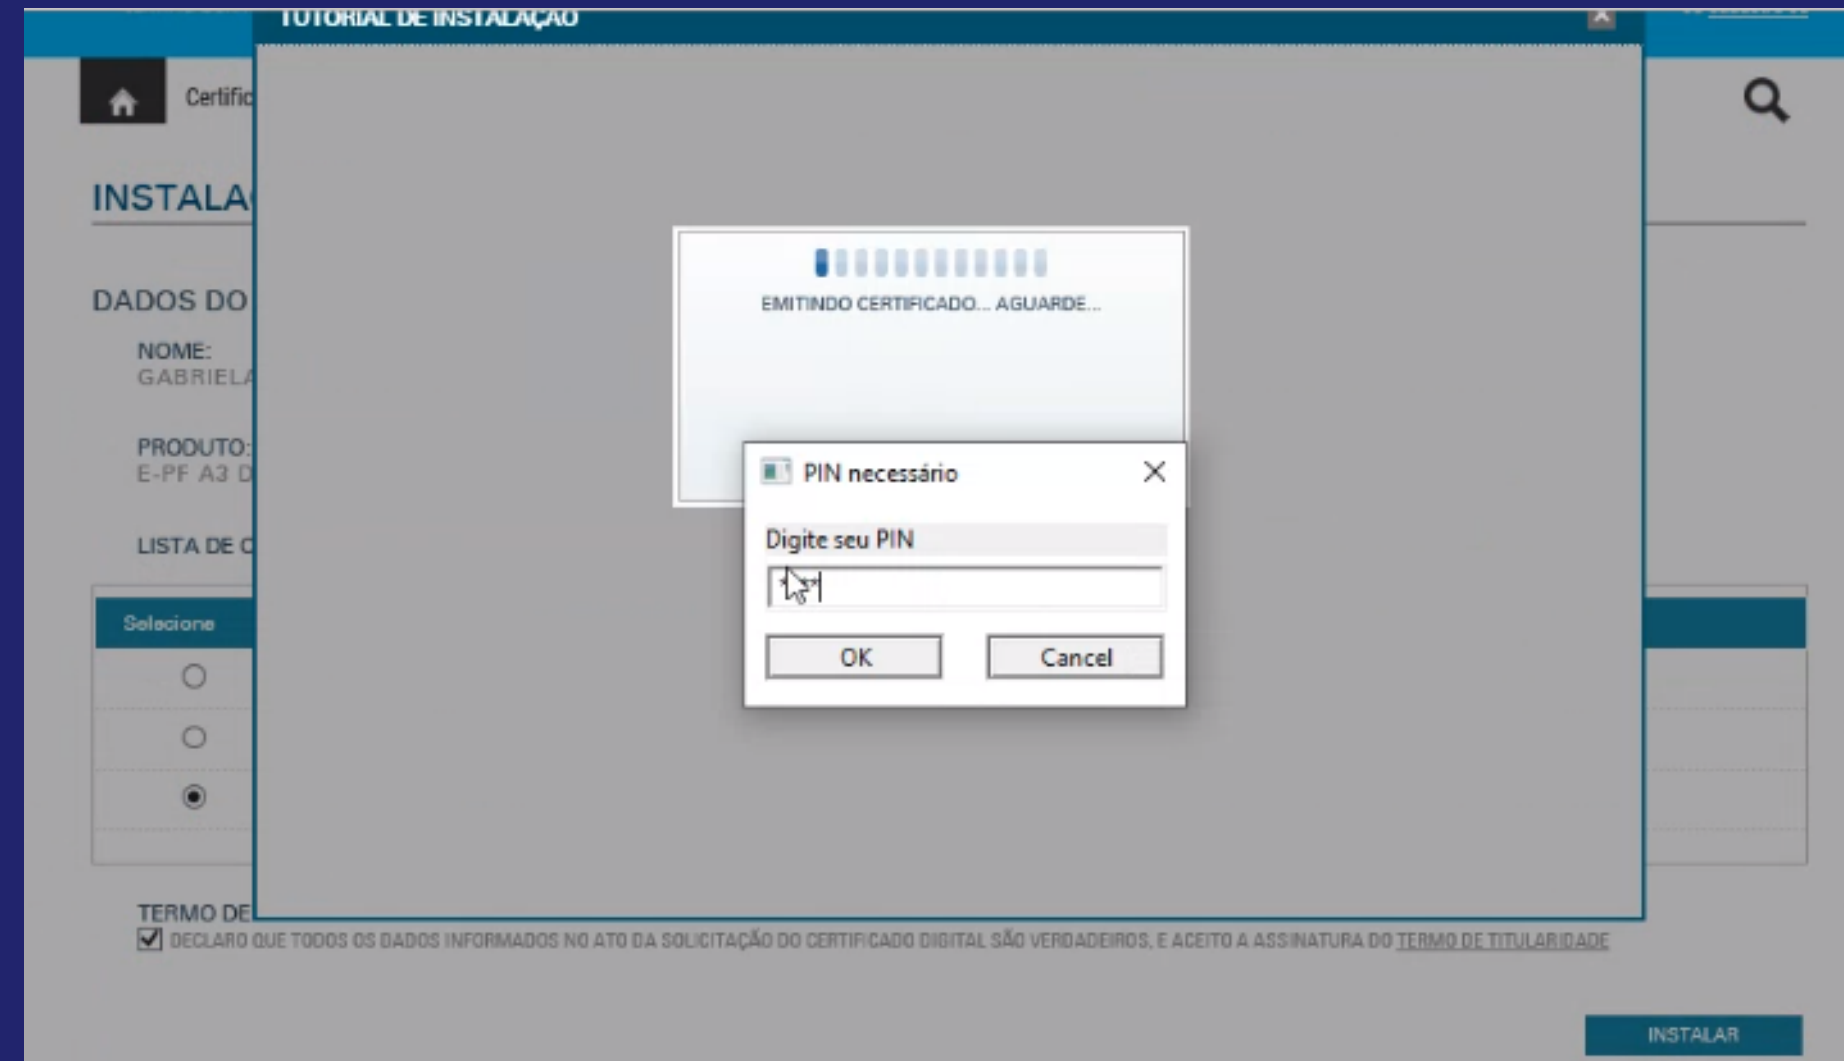 TUTORIAL DE INSTALAÇÃO
Certific
INSTALA
EMITINDO CERTIFICADO... AGUARDE...
DADOS DO
NOME:
GABRIELA
PRODUTO:
E-PF A3 D
PIN necessário
Digite seu PIN
LISTA DE C
Selecione
OK
Cancel
TERMO DE
DECLARO QUE TODOS OS DADOS INFORMADOS NO ATO DA SOLICITAÇÃO DO CERTIFICADO DIGITAL SÃO VERDADEIROS, E ACEITO A ASSINATURA DO TERMO DE TITULARIDADE
INSTALAR